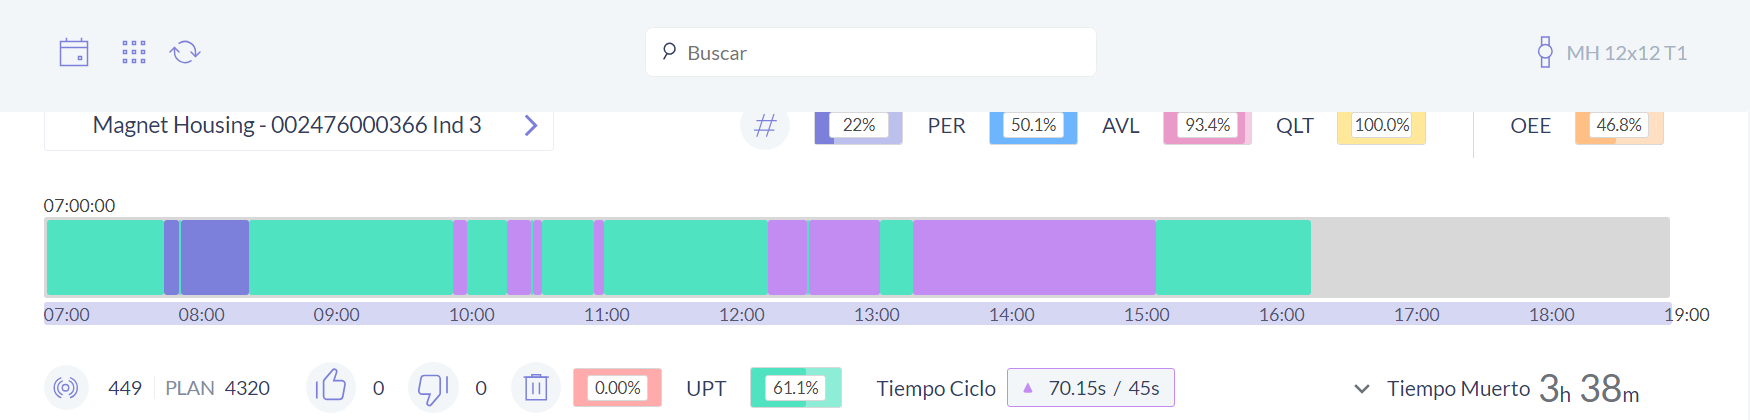 Buscar
MH 12x12 T1
Magnet Housing - 002476000366 Ind 3
# 22% PER 50.1% AVL 93.4% QLT 100.0% OEE 46.8%
07:00:00
07:00 08:00 09:00 10:00 11:00 12:00 13:00 14:00 15:00 16:00 17:00 18:00 19:00
449 PLAN 4320 0 0 0.00% UPT 61.1% Tiempo Ciclo 70.15s / 45s Tiempo Muerto 3h 38m